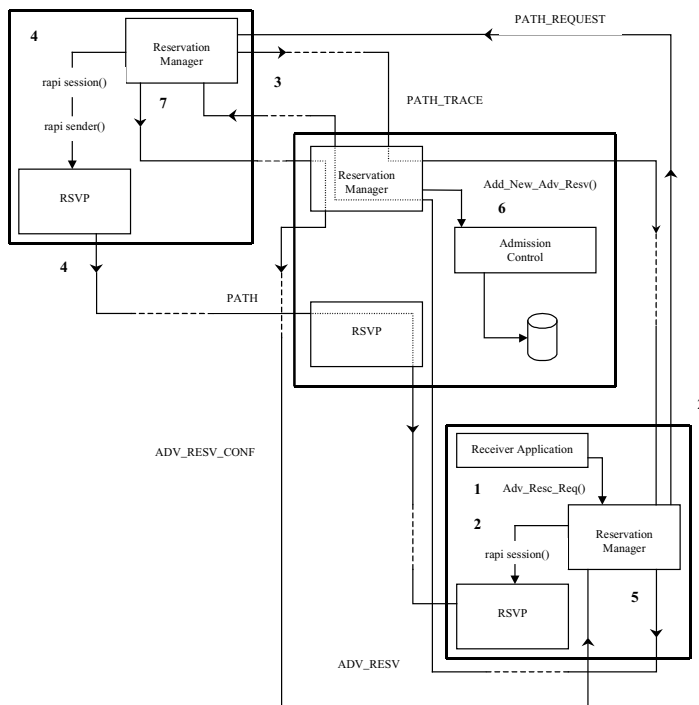 PATH_REQUEST
4
Reservation
Manager
3
rapi session()
7
PATH_TRACE
rapi sender()
RSVP
Reservation
Manager
Add_New_Adv_Resv()
6
Admission
Control
4
PATH
RSVP
ADV_RESV_CONF
Receiver Application
1
Adv_Resc_Req()
2
Reservation
Manager
rapi session()
5
RSVP
ADV_RESV